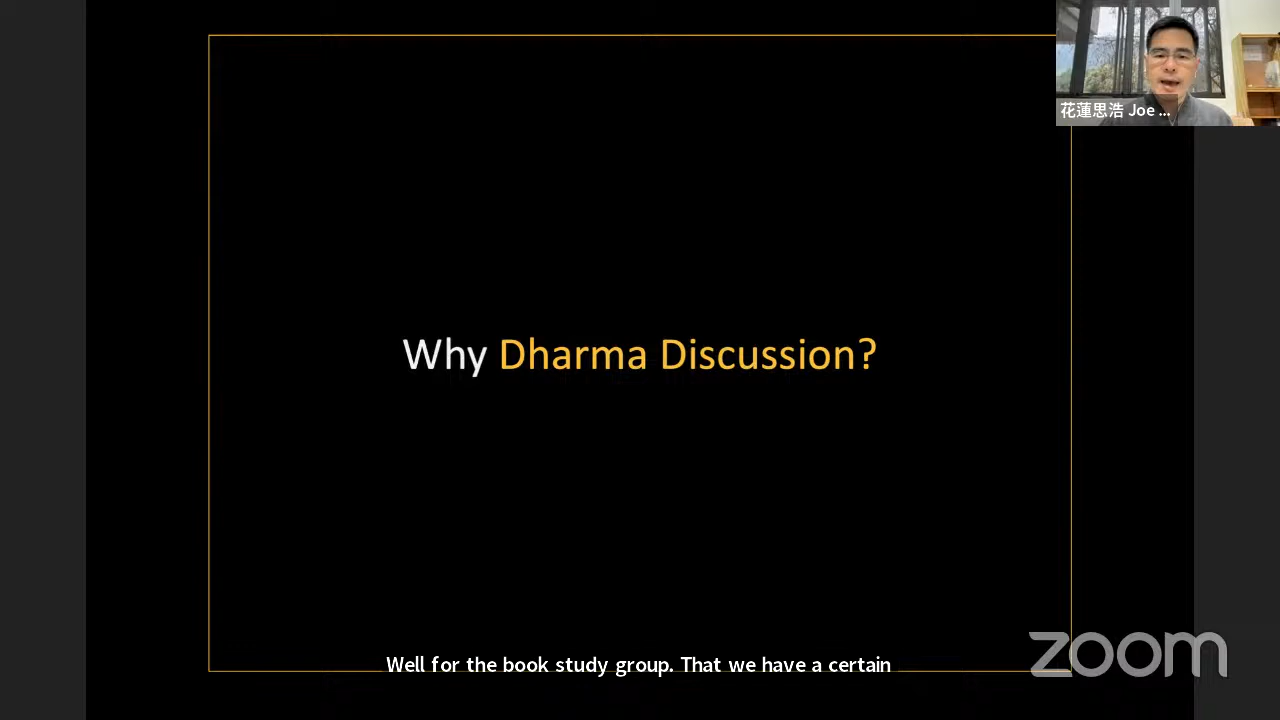 花蓮思浩 Joe ...
Why Dharma Discussion?
Well for the book study group. That we have a certain
zoom